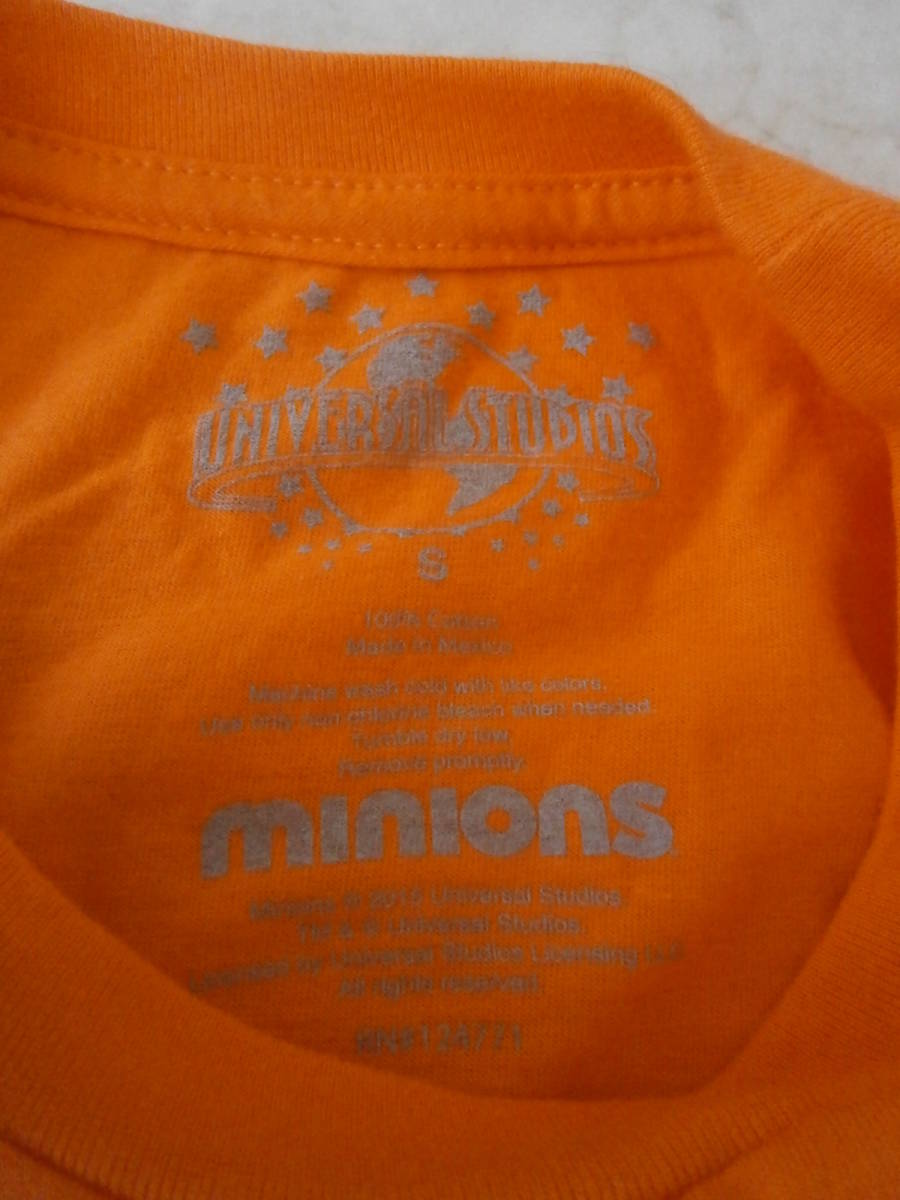 UNIVERSAL STUDIOS
S
100% Cotton
Made in Mexico
Machine wash cold with like colors.
Use only non chlorine bleach when needed.
Tumble dry low
Remove promptly.
minions
Minions © 2015 Universal Studios.
TM & © Universal Studios.
Licensed by Universal Studios Licensing LLC
All rights reserved.
RN#124771